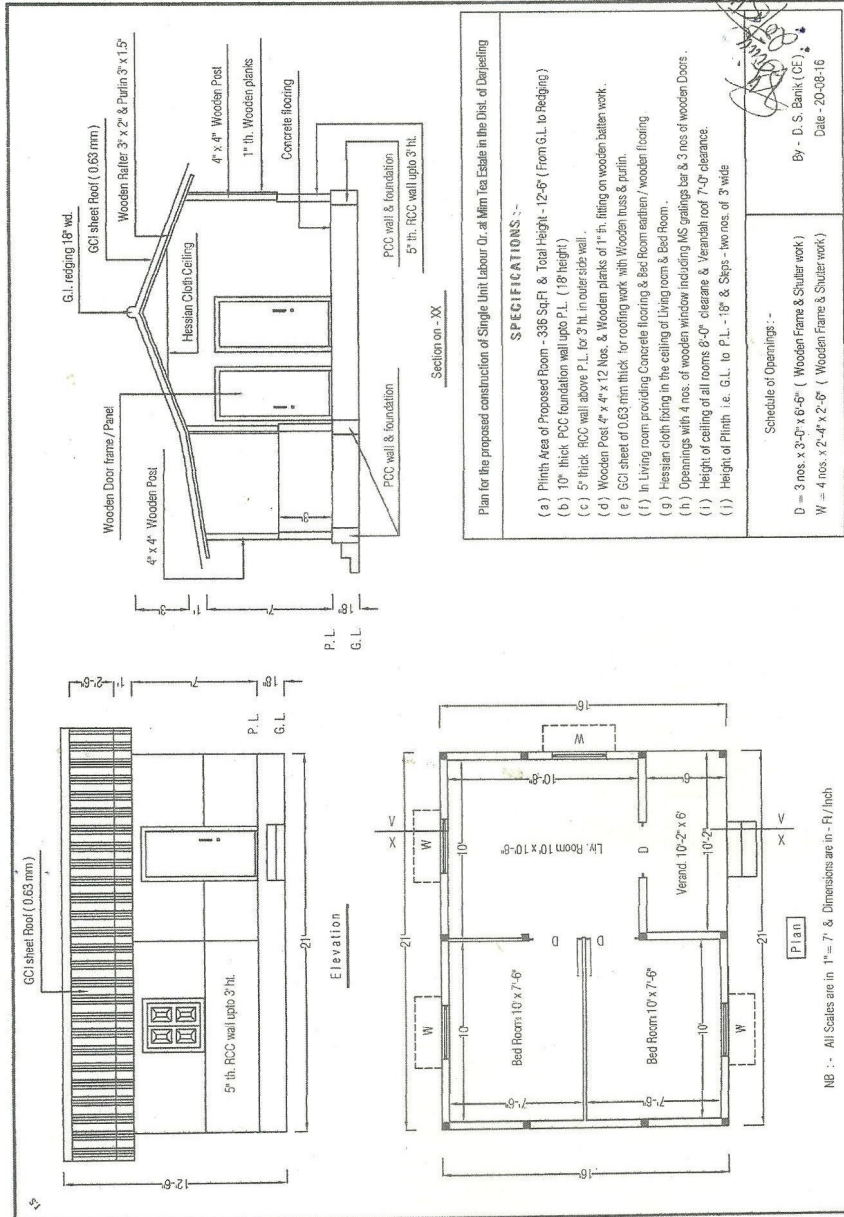 GCI sheet Roof ( 0.63 mm )
12'-6"
2'-6"
1'
7'
18"
P. L.
G. L.
5" th. RCC wall upto 3' ht.
21'
Elevation
G.I. redging 18" wd.
GCI sheet Roof ( 0.63 mm )
Wooden Rafter 3" x 2" & Purlin 3" x 1.5"
4" x 4" Wooden Post
1" th. Wooden planks
Concrete flooring
Wooden Door frame / Panel
4" x 4" Wooden Post
Hessian Cloth Ceiling
3'
1'
7'
18"
3'
P. L.
G. L.
PCC wall & foundation
PCC wall & foundation
5" th. RCC wall upto 3' ht.
Section on - XX
21'
16'
16'
W
W
W
W
10'
10'
10'-8"
7'-6"
7'-6"
6'
Bed Room 10' x 7'-6"
Liv. Room 10' x 10'-8"
Bed Room 10' x 7'-6"
Verand. 10'-2" x 6'
D
D
D
10'
10'-2"
21'
X
X
Plan
NB :- All Scales are in 1"= 7' & Dimensions are in - Ft / Inch
Plan for the proposed construction of Single Unit Labour Qr. at Mim Tea Estate in the Dist. of Darjeeling
SPECIFICATIONS :-
( a ) Plinth Area of Proposed Room - 336 Sq.Ft. & Total Height - 12'-6" ( From G.L. to Redging )
( b ) 10" thick PCC foundation wall upto P.L. ( 18" height )
( c ) 5" thick RCC wall above P.L. for 3' ht. in outer side wall .
( d ) Wooden Post 4" x 4" x 12 Nos. & Wooden planks of 1" th. fitting on wooden batten work .
( e ) GCI sheet of 0.63 mm thick for roofing work with Wooden truss & purlin.
( f ) In Living room providing Concrete flooring & Bed Room earthen / wooden flooring
( g ) Hessian cloth fixing in the ceiling of Living room & Bed Room .
( h ) Opennings with 4 nos. of wooden window including MS gratings bar & 3 nos of wooden Doors .
( i ) Height of ceiling of all rooms 8'-0" clearane & Verandah roof 7'-0" clearance.
( j ) Height of Plinth i.e. G.L. to P.L. - 18" & Steps - two nos. of 3' wide
Schedule of Openings :-
D = 3 nos. x 3'-0" x 6'-6" ( Wooden Frame & Shutter work )
W = 4 nos. x 2'-4" x 2'-6" ( Wooden Frame & Shutter work )
By - D. S. Banik ( CE )
Date - 20-08-16